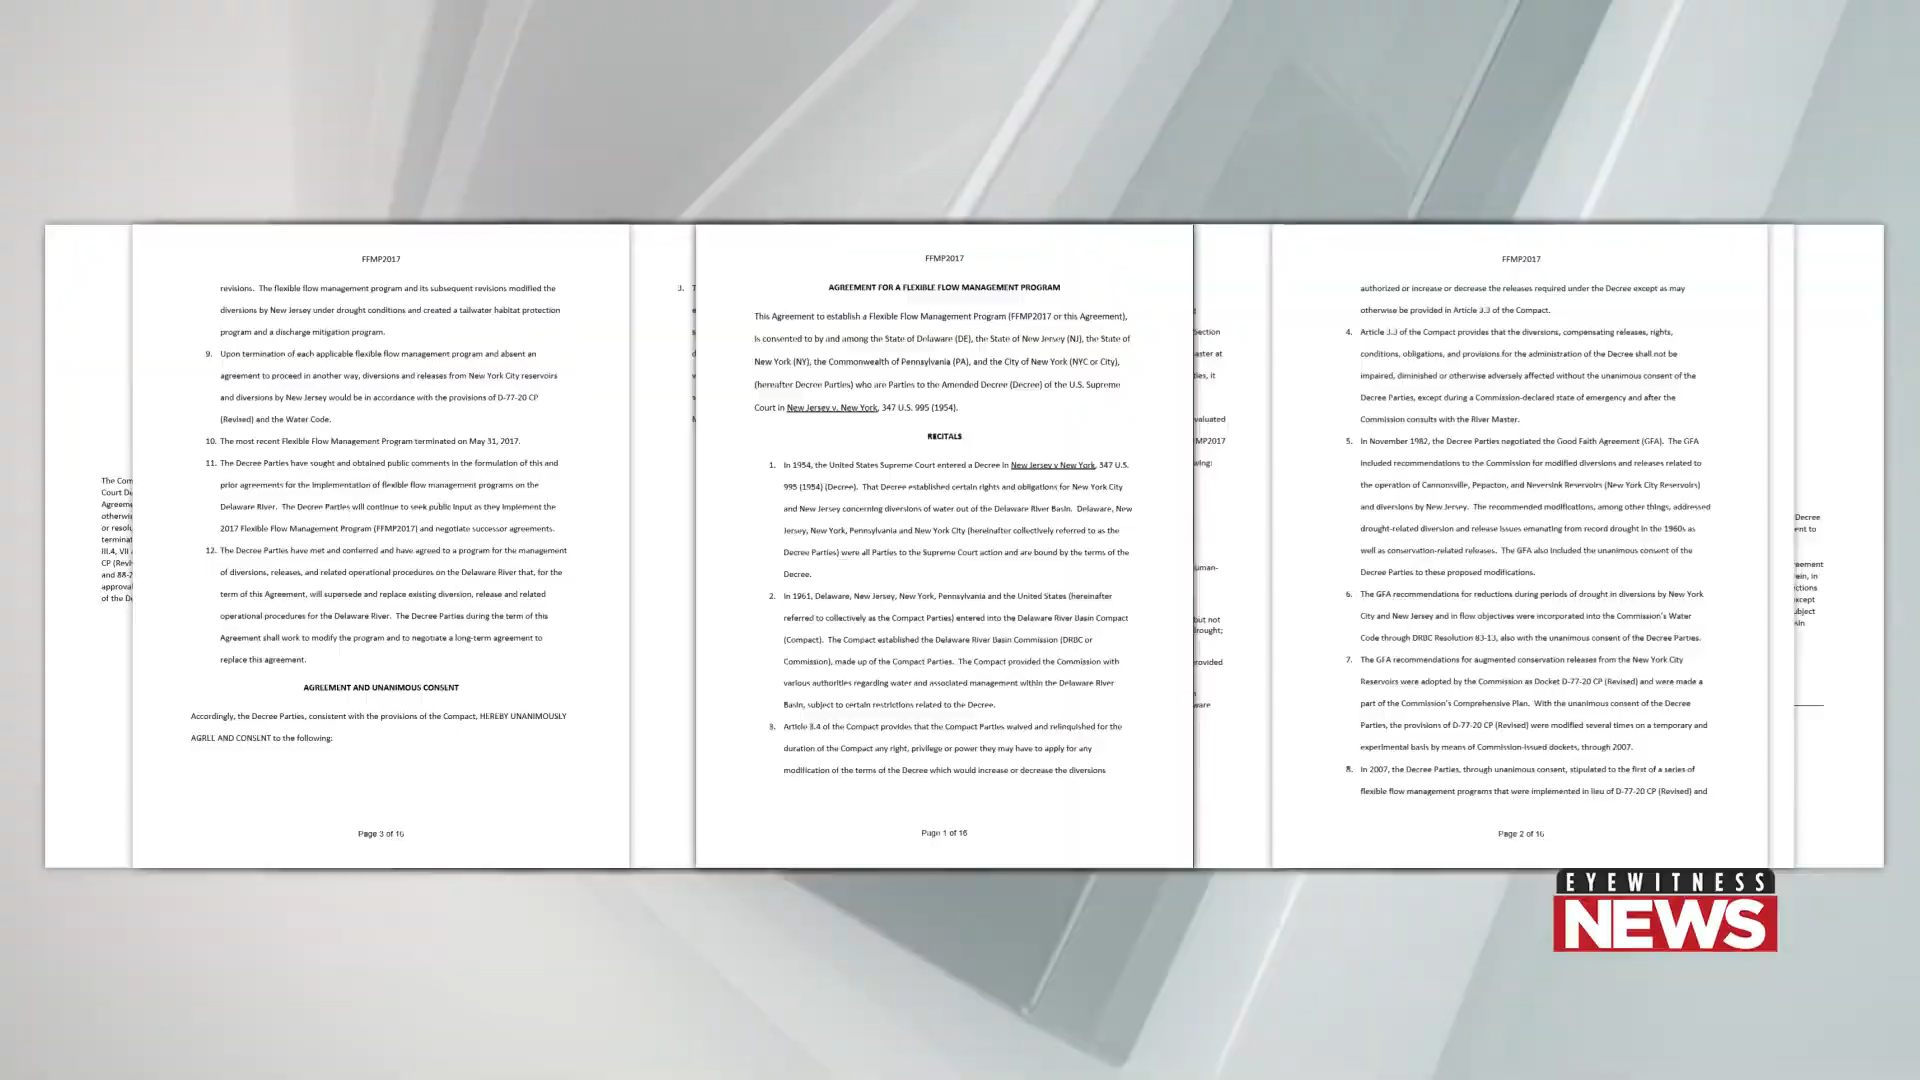 FFMP2017
revisions. The flexible flow management program and its subsequent revisions modified the
diversions by New Jersey under drought conditions and created a tailwater habitat protection
program and a discharge mitigation program.
9. Upon termination of each applicable flexible flow management program and absent an
agreement to proceed in another way, diversions and releases from New York City reservoirs
and diversions by New Jersey would be in accordance with the provisions of D-77-20 CP
(Revised) and the Water Code.
10. The most recent Flexible Flow Management Program terminated on May 31, 2017.
11. The Decree Parties have sought and obtained public comments in the formulation of this and
prior agreements for the implementation of flexible flow management programs on the
Delaware River. The Decree Parties will continue to seek public input as they implement the
2017 Flexible Flow Management Program (FFMP2017) and negotiate successor agreements.
12. The Decree Parties have met and conferred and have agreed to a program for the management
of diversions, releases, and related operational procedures on the Delaware River that, for the
term of this Agreement, will supersede and replace existing diversion, release and related
operational procedures for the Delaware River. The Decree Parties during the term of this
Agreement shall work to modify the program and to negotiate a long-term agreement to
replace this agreement.
AGREEMENT AND UNANIMOUS CONSENT
Accordingly, the Decree Parties, consistent with the provisions of the Compact, HEREBY UNANIMOUSLY
AGREE AND CONSENT to the following:
Page 3 of 16
FFMP2017
AGREEMENT FOR A FLEXIBLE FLOW MANAGEMENT PROGRAM
This Agreement to establish a Flexible Flow Management Program (FFMP2017 or this Agreement),
is consented to by and among the State of Delaware (DE), the State of New Jersey (NJ), the State of
New York (NY), the Commonwealth of Pennsylvania (PA), and the City of New York (NYC or City),
(hereafter Decree Parties) who are Parties to the Amended Decree (Decree) of the U.S. Supreme
Court in New Jersey v. New York, 347 U.S. 995 (1954).
RECITALS
1. In 1954, the United States Supreme Court entered a Decree in New Jersey v New York, 347 U.S.
995 (1954) (Decree). That Decree established certain rights and obligations for New York City
and New Jersey concerning diversions of water out of the Delaware River Basin. Delaware, New
Jersey, New York, Pennsylvania and New York City (hereinafter collectively referred to as the
Decree Parties) were all Parties to the Supreme Court action and are bound by the terms of the
Decree.
2. In 1961, Delaware, New Jersey, New York, Pennsylvania and the United States (hereinafter
referred to collectively as the Compact Parties) entered into the Delaware River Basin Compact
(Compact). The Compact established the Delaware River Basin Commission (DRBC or
Commission), made up of the Compact Parties. The Compact provided the Commission with
various authorities regarding water and associated management within the Delaware River
Basin, subject to certain restrictions related to the Decree.
3. Article 3.4 of the Compact provides that the Compact Parties waived and relinquished for the
duration of the Compact any right, privilege or power they may have to apply for any
modification of the terms of the Decree which would increase or decrease the diversions
Page 1 of 16
FFMP2017
authorized or increase or decrease the releases required under the Decree except as may
otherwise be provided in Article 3.3 of the Compact.
4. Article 3.3 of the Compact provides that the diversions, compensating releases, rights,
conditions, obligations, and provisions for the administration of the Decree shall not be
impaired, diminished or otherwise adversely affected without the unanimous consent of the
Decree Parties, except during a Commission-declared state of emergency and after the
Commission consults with the River Master.
5. In November 1982, the Decree Parties negotiated the Good Faith Agreement (GFA). The GFA
included recommendations to the Commission for modified diversions and releases related to
the operation of Cannonsville, Pepacton, and Neversink Reservoirs (New York City Reservoirs)
and diversions by New Jersey. The recommended modifications, among other things, addressed
drought-related diversion and release issues emanating from record drought in the 1960s as
well as conservation-related releases. The GFA also included the unanimous consent of the
Decree Parties to these proposed modifications.
6. The GFA recommendations for reductions during periods of drought in diversions by New York
City and New Jersey and in flow objectives were incorporated into the Commission's Water
Code through DRBC Resolution 83-13, also with the unanimous consent of the Decree Parties.
7. The GFA recommendations for augmented conservation releases from the New York City
Reservoirs were adopted by the Commission as Docket D-77-20 CP (Revised) and were made a
part of the Commission's Comprehensive Plan. With the unanimous consent of the Decree
Parties, the provisions of D-77-20 CP (Revised) were modified several times on a temporary and
experimental basis by means of Commission-issued dockets, through 2007.
8. In 2007, the Decree Parties, through unanimous consent, stipulated to the first of a series of
flexible flow management programs that were implemented in lieu of D-77-20 CP (Revised) and
Page 2 of 16
EYEWITNESS
NEWS